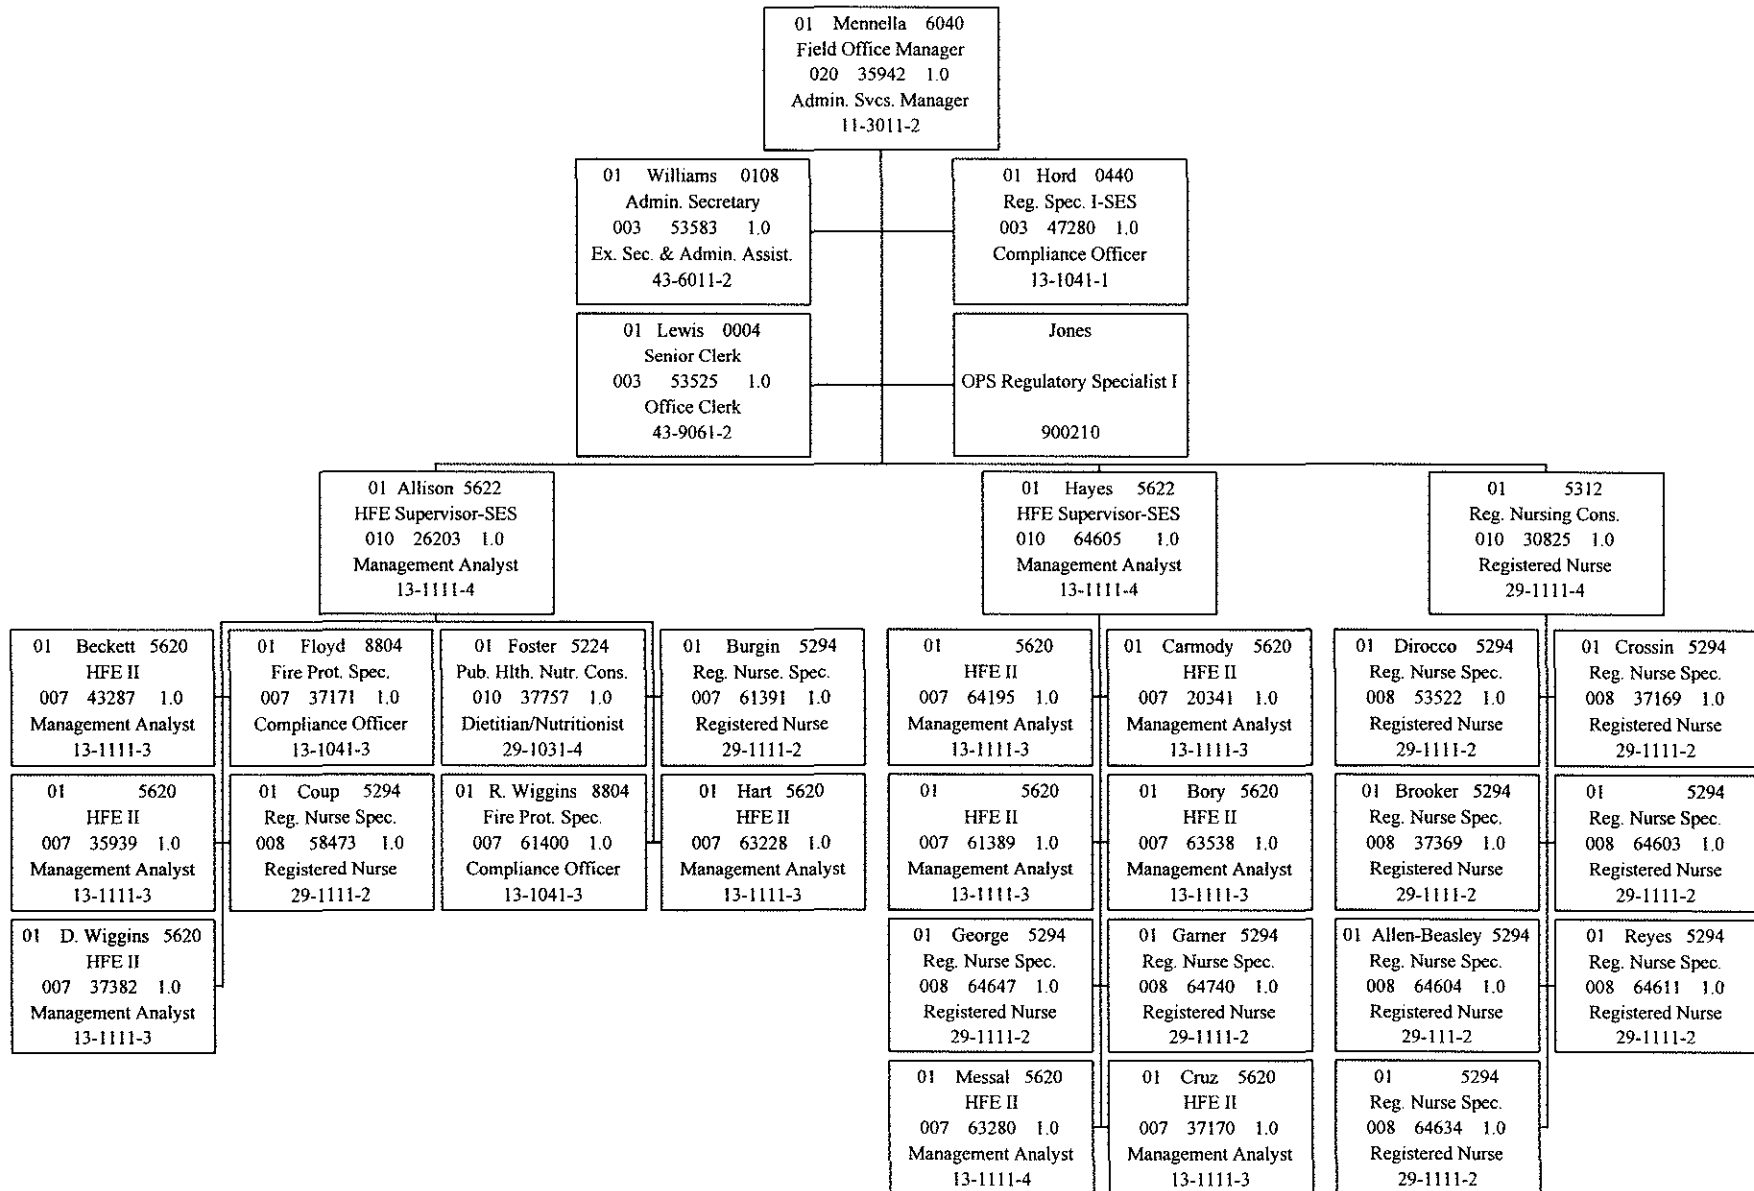 01 Mennella 6040
Field Office Manager
020 35942 1.0
Admin. Svcs. Manager
11-3011-2
01 Williams 0108
Admin. Secretary
003 53583 1.0
Ex. Sec. & Admin. Assist.
43-6011-2
01 Hord 0440
Reg. Spec. I-SES
003 47280 1.0
Compliance Officer
13-1041-1
01 Lewis 0004
Senior Clerk
003 53525 1.0
Office Clerk
43-9061-2
Jones
OPS Regulatory Specialist I
900210
01 Allison 5622
HFE Supervisor-SES
010 26203 1.0
Management Analyst
13-1111-4
01 Hayes 5622
HFE Supervisor-SES
010 64605 1.0
Management Analyst
13-1111-4
01 5312
Reg. Nursing Cons.
010 30825 1.0
Registered Nurse
29-1111-4
01 Beckett 5620
HFE II
007 43287 1.0
Management Analyst
13-1111-3
01 Floyd 8804
Fire Prot. Spec.
007 37171 1.0
Compliance Officer
13-1041-3
01 Foster 5224
Pub. Hlth. Nutr. Cons.
010 37757 1.0
Dietitian/Nutritionist
29-1031-4
01 Burgin 5294
Reg. Nurse. Spec.
007 61391 1.0
Registered Nurse
29-1111-2
01 5620
HFE II
007 64195 1.0
Management Analyst
13-1111-3
01 Carmody 5620
HFE II
007 20341 1.0
Management Analyst
13-1111-3
01 Dirocco 5294
Reg. Nurse Spec.
008 53522 1.0
Registered Nurse
29-1111-2
01 Crossin 5294
Reg. Nurse Spec.
008 37169 1.0
Registered Nurse
29-1111-2
01 5620
HFE II
007 35939 1.0
Management Analyst
13-1111-3
01 Coup 5294
Reg. Nurse Spec.
008 58473 1.0
Registered Nurse
29-1111-2
01 R. Wiggins 8804
Fire Prot. Spec.
007 61400 1.0
Compliance Officer
13-1041-3
01 Hart 5620
HFE II
007 63228 1.0
Management Analyst
13-1111-3
01 5620
HFE II
007 61389 1.0
Management Analyst
13-1111-3
01 Bory 5620
HFE II
007 63538 1.0
Management Analyst
13-1111-3
01 Brooker 5294
Reg. Nurse Spec.
008 37369 1.0
Registered Nurse
29-1111-2
01 5294
Reg. Nurse Spec.
008 64603 1.0
Registered Nurse
29-1111-2
01 D. Wiggins 5620
HFE II
007 37382 1.0
Management Analyst
13-1111-3
01 George 5294
Reg. Nurse Spec.
008 64647 1.0
Registered Nurse
29-1111-2
01 Garner 5294
Reg. Nurse Spec.
008 64740 1.0
Registered Nurse
29-1111-2
01 Allen-Beasley 5294
Reg. Nurse Spec.
008 64604 1.0
Registered Nurse
29-111-2
01 Reyes 5294
Reg. Nurse Spec.
008 64611 1.0
Registered Nurse
29-1111-2
01 Messal 5620
HFE II
007 63280 1.0
Management Analyst
13-1111-4
01 Cruz 5620
HFE II
007 37170 1.0
Management Analyst
13-1111-3
01 5294
Reg. Nurse Spec.
008 64634 1.0
Registered Nurse
29-1111-2